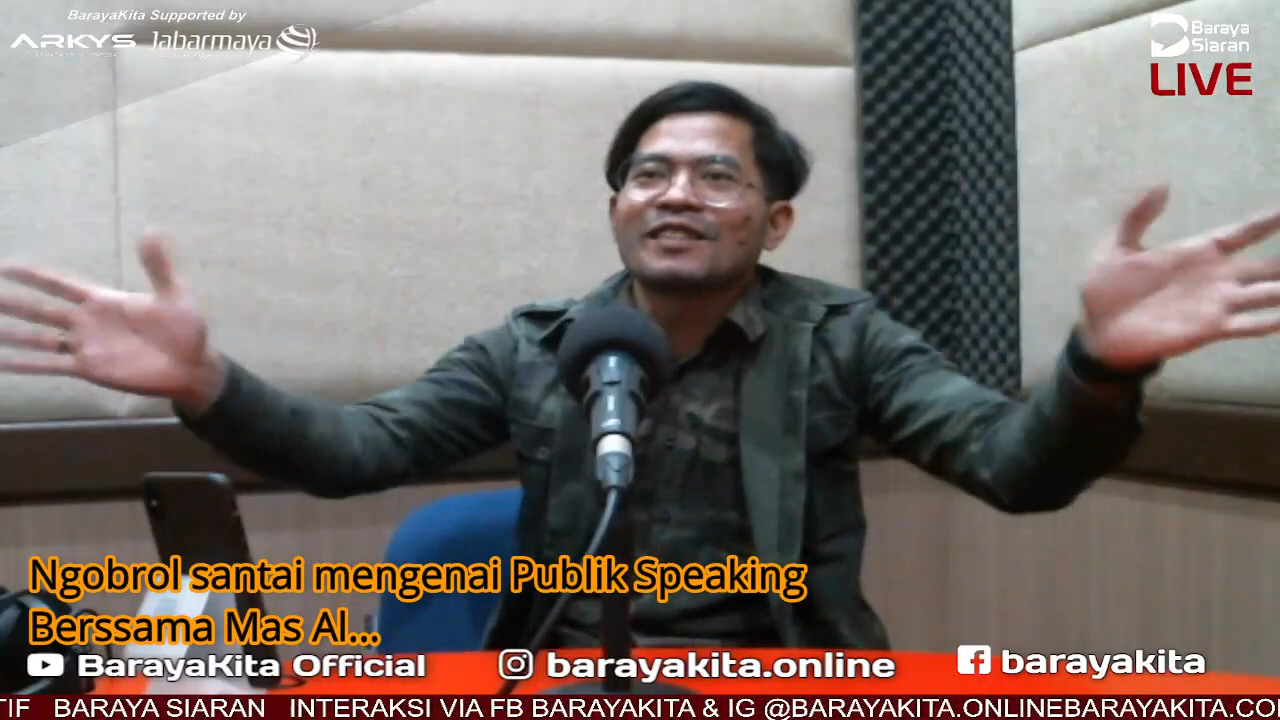 BarayaKita Supported by
ARKYS Jabarmaya
Baraya
Siaran
LIVE
Ngobrol santai mengenai Publik Speaking
Berssama Mas Al...
BarayaKita Official barayakita.online barayakita
TIF BARAYA SIARAN INTERAKSI VIA FB BARAYAKITA & IG @BARAYAKITA.ONLINEBARAYAKITA.CO